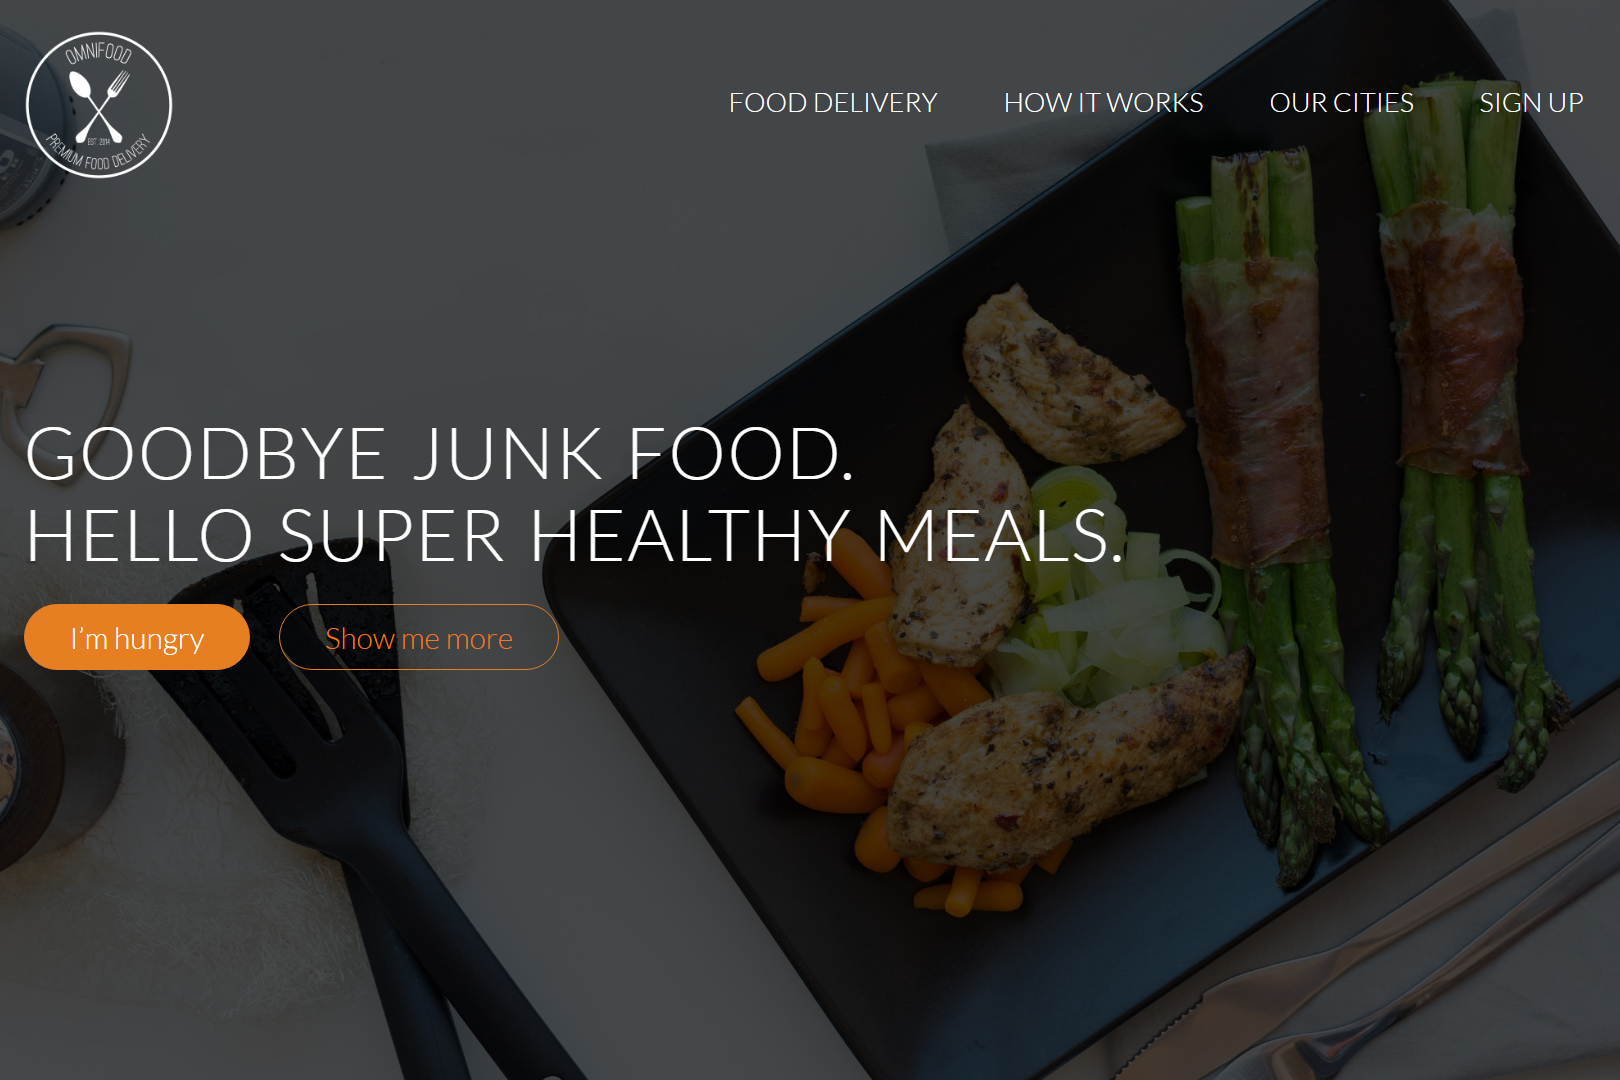 OMNIFOOD
EST. 2014
PREMIUM FOOD DELIVERY
FOOD DELIVERY
HOW IT WORKS
OUR CITIES
SIGN UP
GOODBYE JUNK FOOD.
HELLO SUPER HEALTHY MEALS.
I’m hungry
Show me more